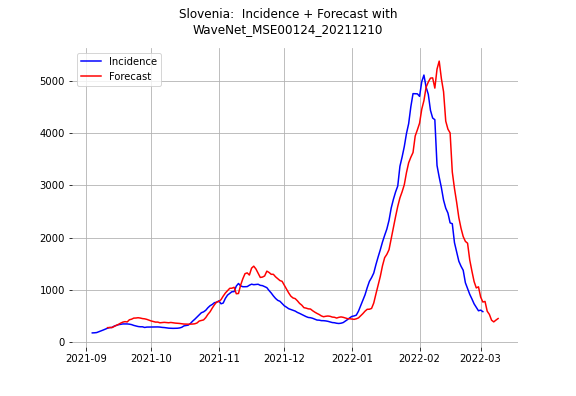 Slovenia:  Incidence + Forecast with
WaveNet_MSE00124_20211210
Incidence
Forecast
5000
4000
3000
2000
1000
0
2021-09 2021-10 2021-11 2021-12 2022-01 2022-02 2022-03